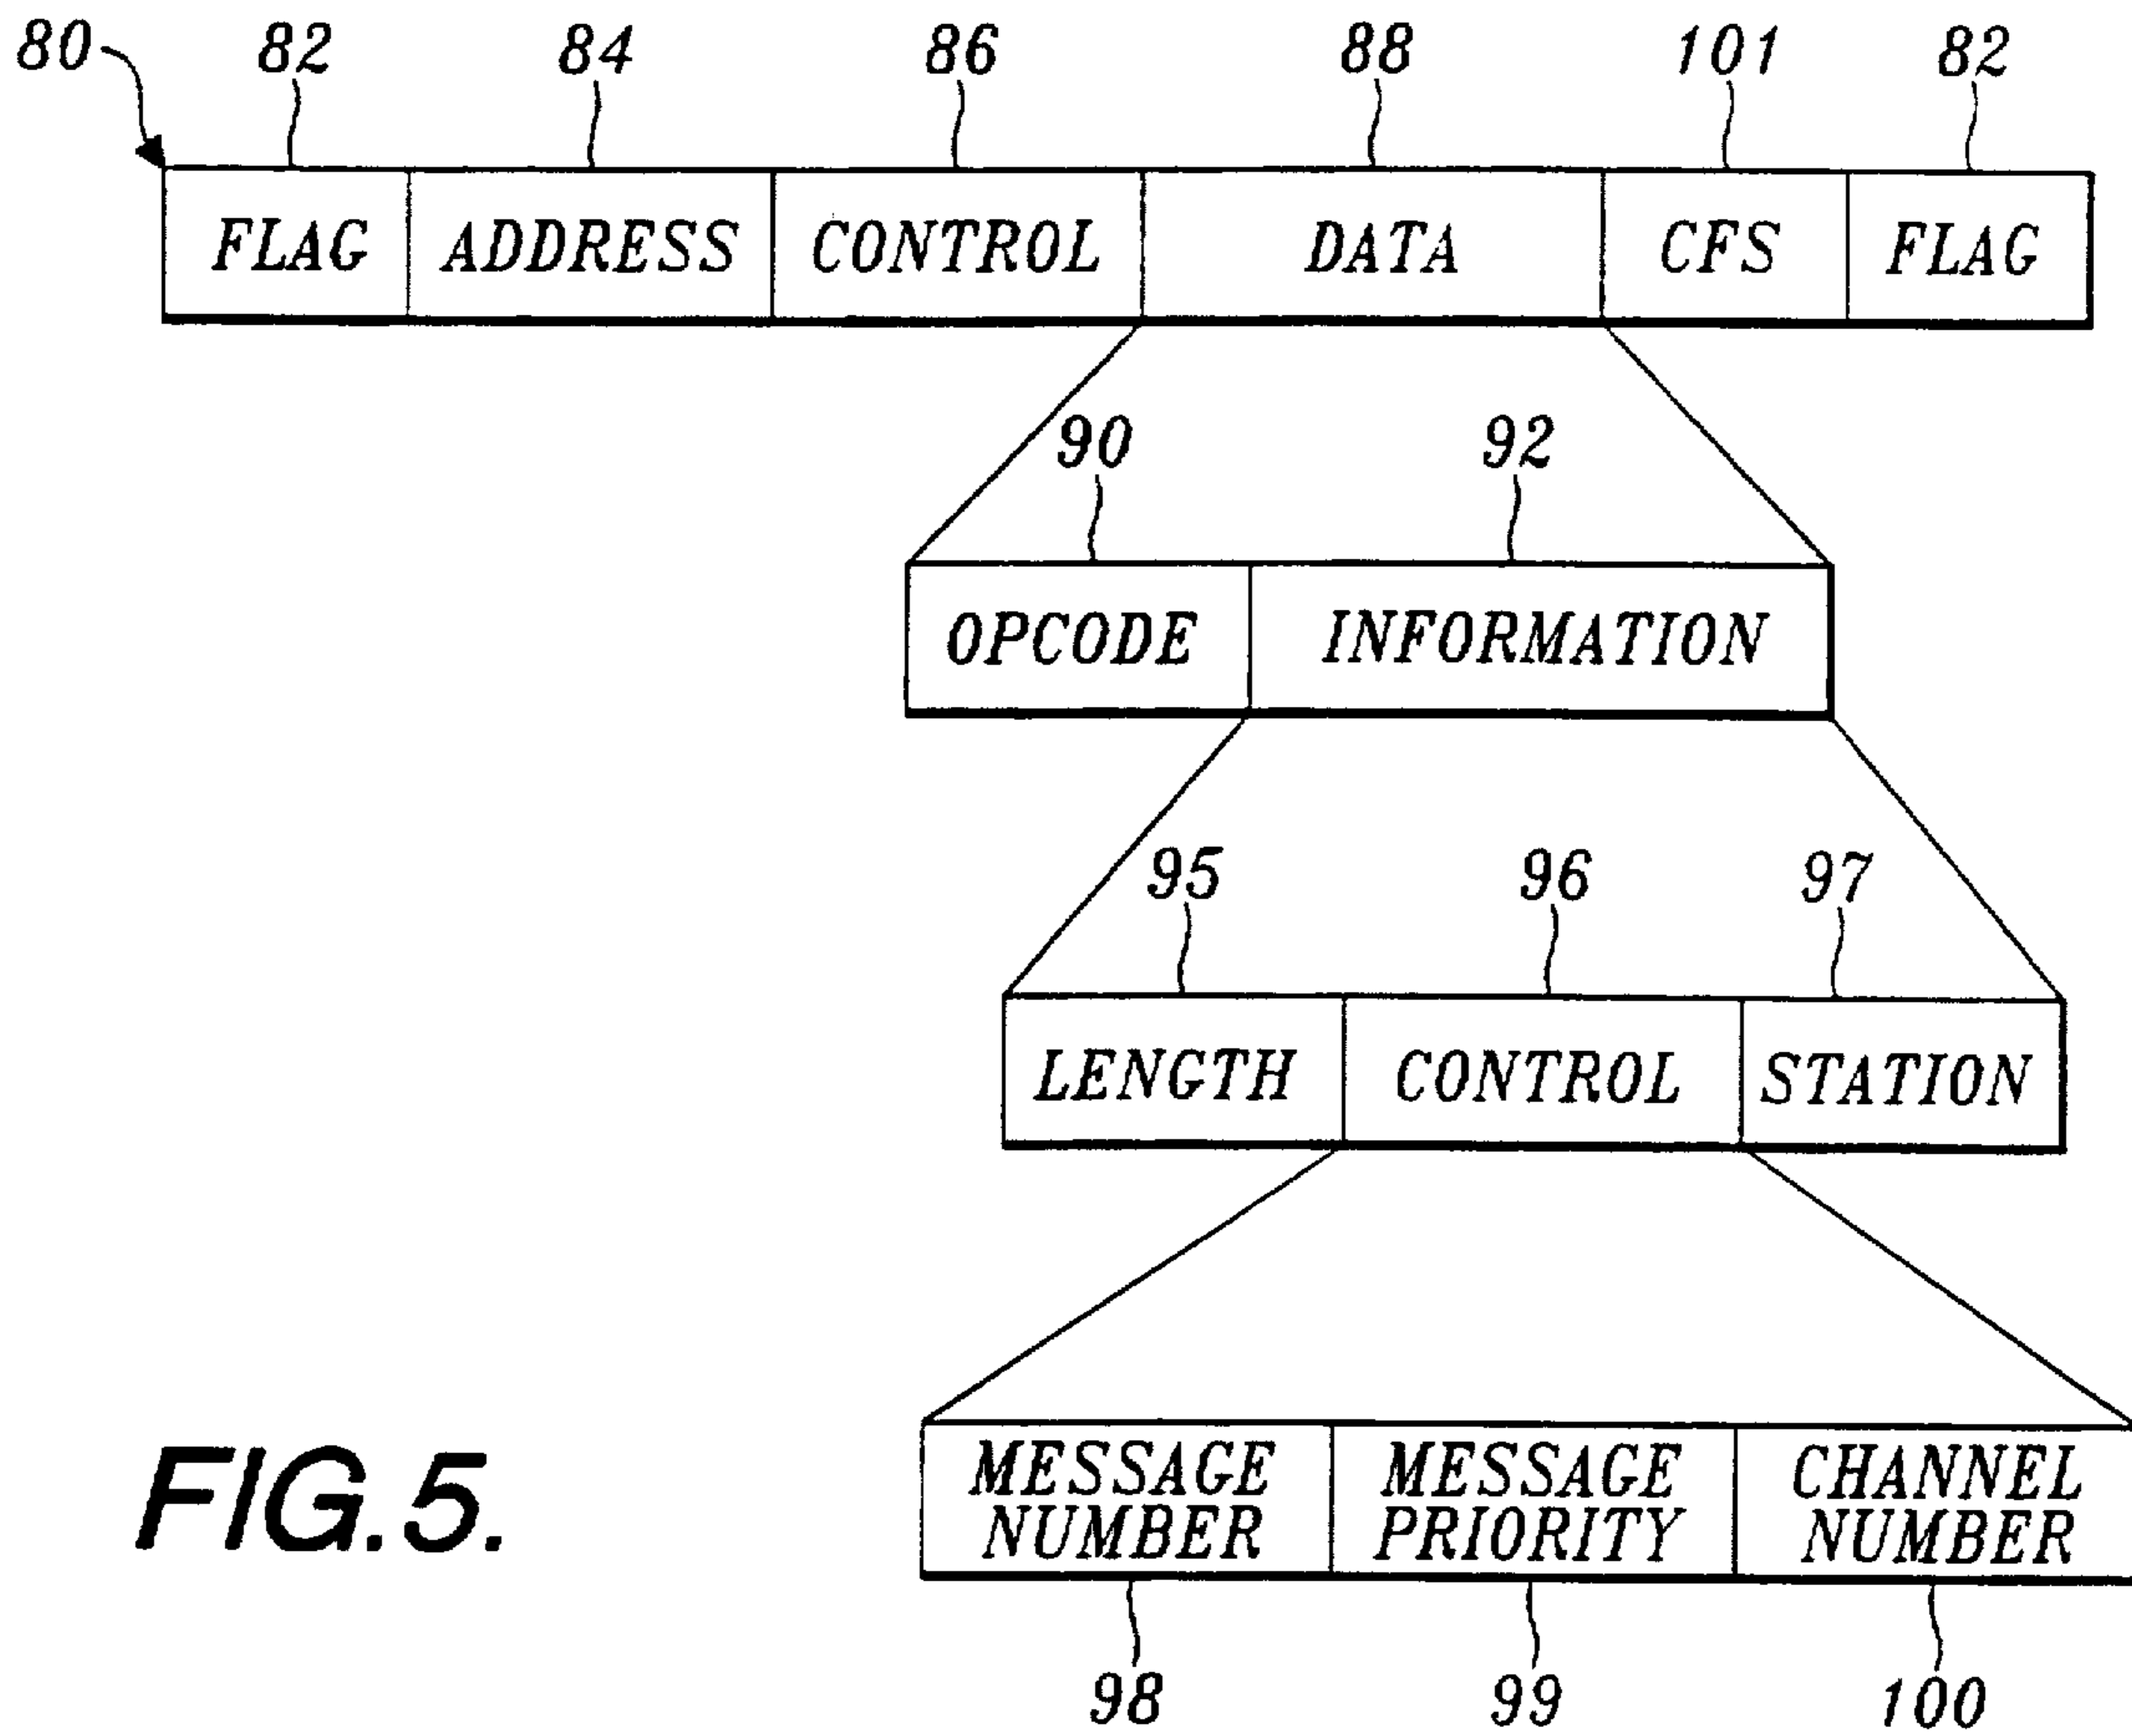 80 82 84 86 88 101 82
FLAG ADDRESS CONTROL DATA CFS FLAG
90 92
OPCODE INFORMATION
95 96 97
LENGTH CONTROL STATION
MESSAGE NUMBER MESSAGE PRIORITY CHANNEL NUMBER
98 99 100
FIG.5.